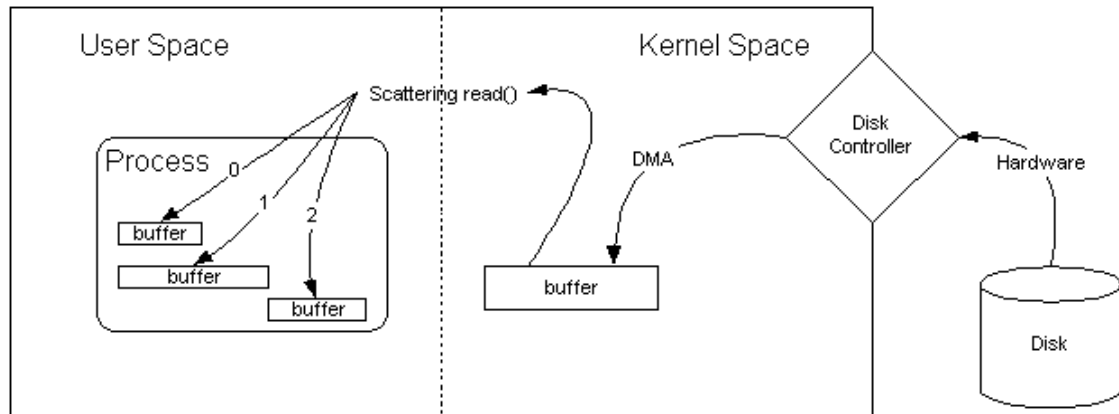 User Space
Kernel Space
Scattering read()
Disk
Controller
Process
0
DMA
Hardware
1
2
buffer
buffer
buffer
buffer
Disk